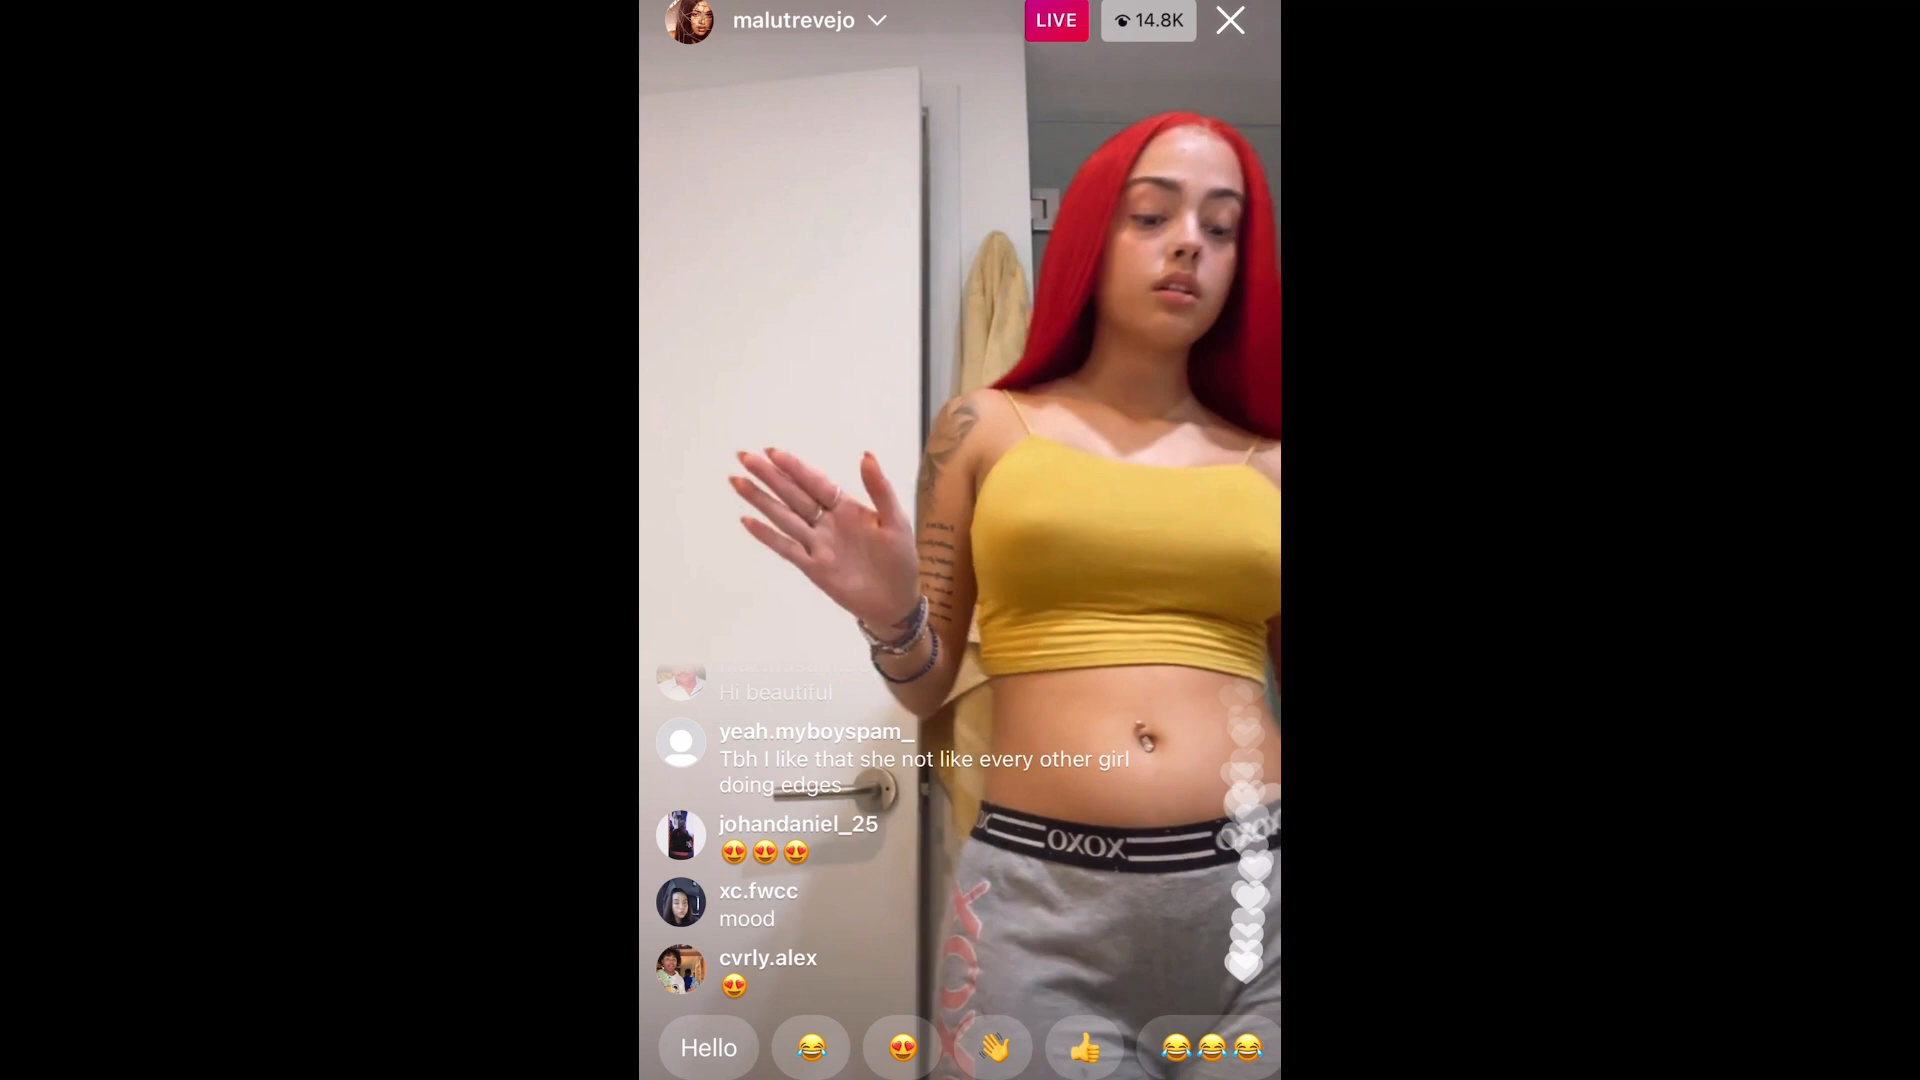 malutrevejo
LIVE
14.8K
Hi beautiful
yeah.myboyspam_
Tbh I like that she not like every other girl
doing edges
johandaniel_25
😍😍😍
xc.fwcc
mood
cvrly.alex
😍
OXOX
XOX
Hello 😂 😍 👋 👍 😂😂😂